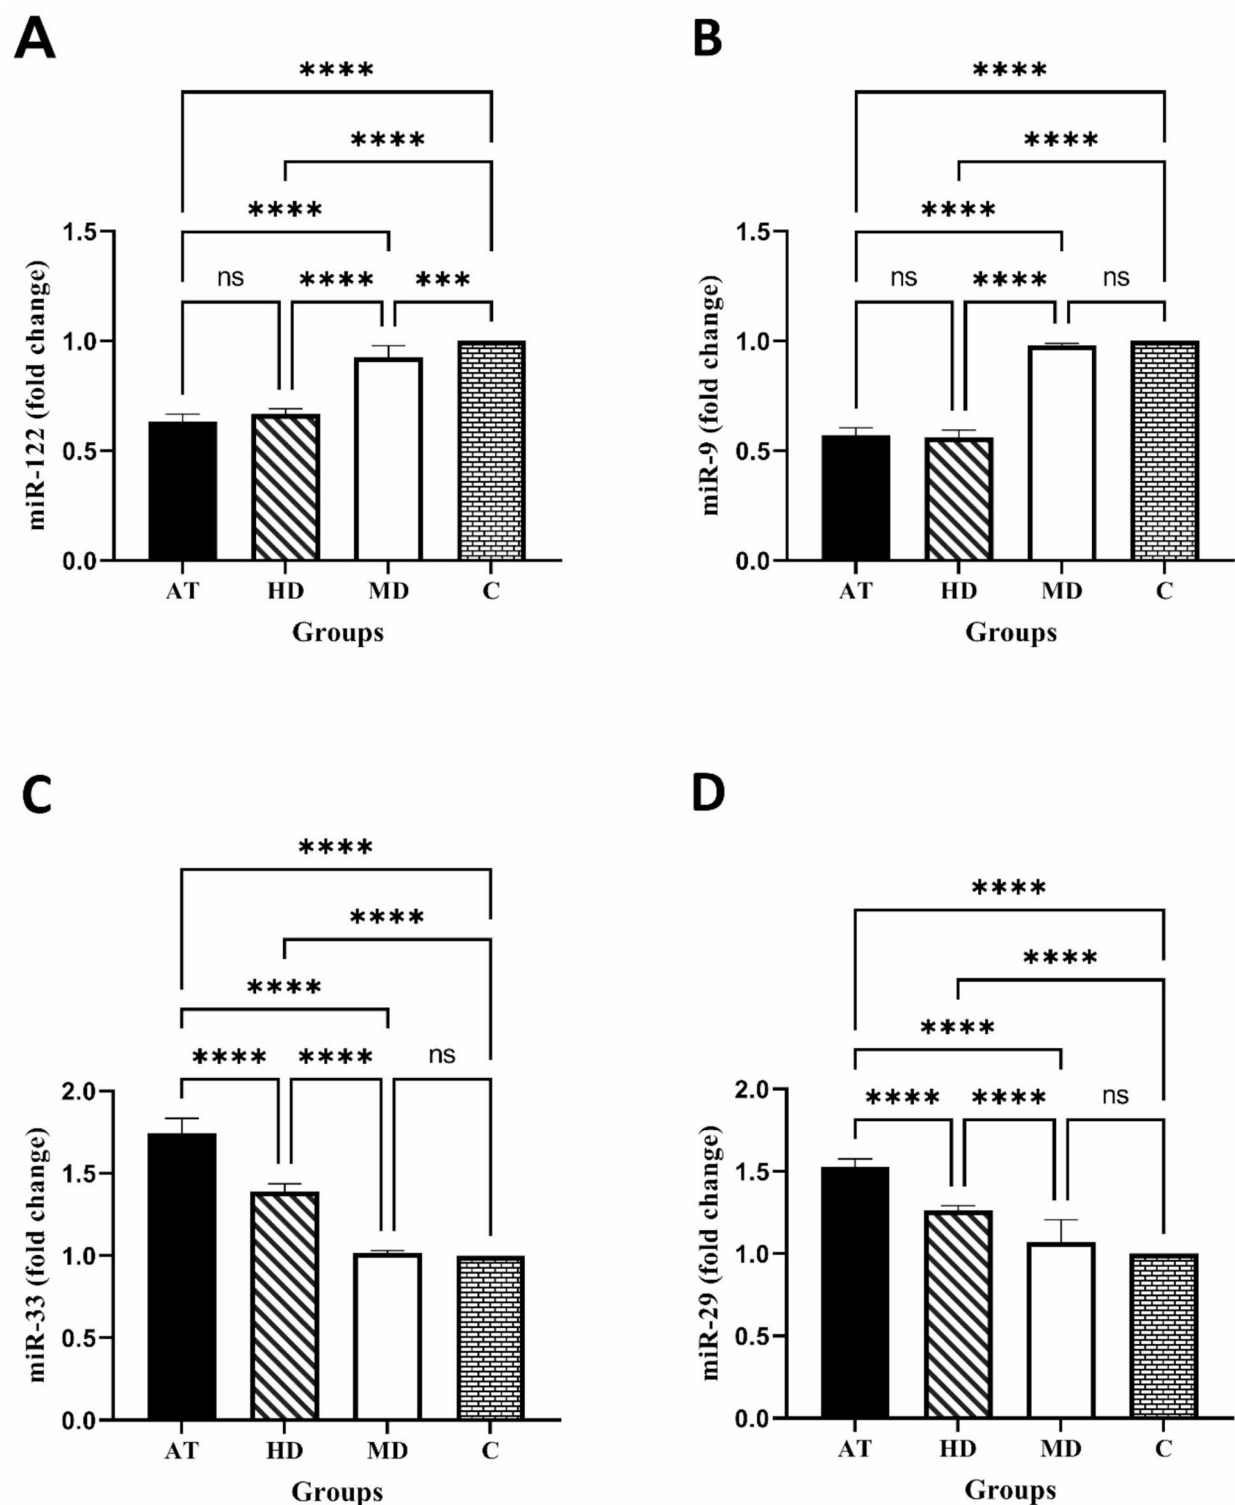 A
****
****
****
ns **** ***
1.5
1.0
0.5
0.0
miR-122 (fold change)
AT HD MD C
Groups
B
****
****
****
ns **** ns
1.5
1.0
0.5
0.0
miR-9 (fold change)
AT HD MD C
Groups
C
****
****
****
**** **** ns
2.0
1.5
1.0
0.5
0.0
miR-33 (fold change)
AT HD MD C
Groups
D
****
****
****
**** **** ns
2.0
1.5
1.0
0.5
0.0
miR-29 (fold change)
AT HD MD C
Groups